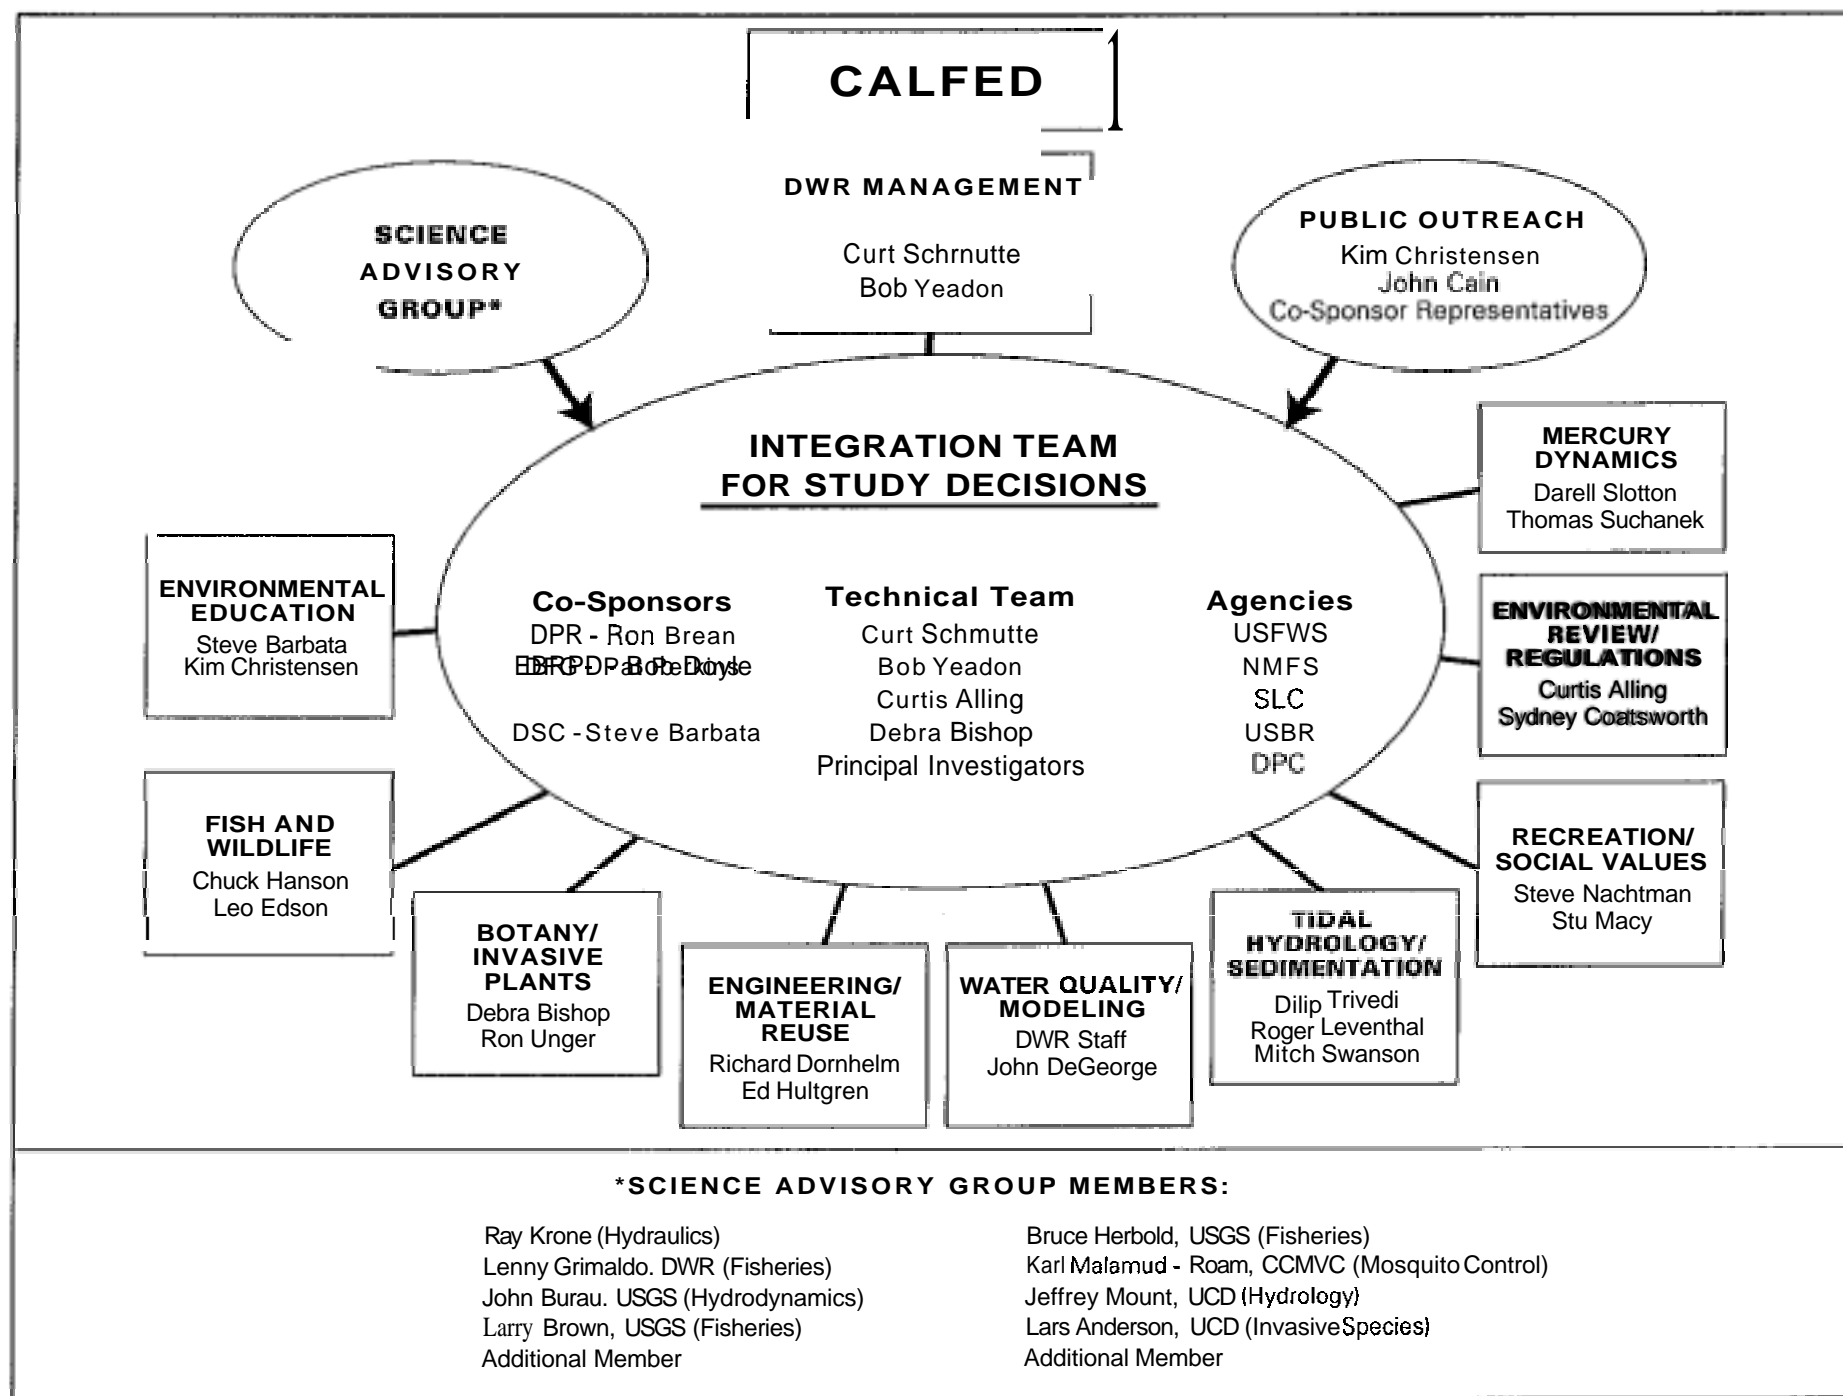 CALFED
DWR MANAGEMENT
Curt Schrnutte
Bob Yeadon
SCIENCE
ADVISORY
GROUP*
PUBLIC OUTREACH
Kim Christensen
John Cain
Co-Sponsor Representatives
INTEGRATION TEAM
FOR STUDY DECISIONS
Co-Sponsors
DPR - Ron Brean
DSC - Steve Barbata
Technical Team
Curt Schmutte
Bob Yeadon
Curtis Alling
Debra Bishop
Principal Investigators
Agencies
USFWS
NMFS
SLC
USBR
DPC
MERCURY
DYNAMICS
Darell Slotton
Thomas Suchanek
ENVIRONMENTAL
REVIEW/
REGULATIONS
Curtis Alling
Sydney Coatsworth
RECREATION/
SOCIAL VALUES
Steve Nachtman
Stu Macy
TIDAL
HYDROLOGY/
SEDIMENTATION
Dilip Trivedi
Roger Leventhal
Mitch Swanson
WATER QUALITY/
MODELING
DWR Staff
John DeGeorge
ENGINEERING/
MATERIAL
REUSE
Richard Dornhelm
Ed Hultgren
BOTANY/
INVASIVE
PLANTS
Debra Bishop
Ron Unger
FISH AND
WILDLIFE
Chuck Hanson
Leo Edson
ENVIRONMENTAL
EDUCATION
Steve Barbata
Kim Christensen
*SCIENCE ADVISORY GROUP MEMBERS:
Ray Krone (Hydraulics)
Lenny Grimaldo. DWR (Fisheries)
John Burau. USGS (Hydrodynamics)
Larry Brown, USGS (Fisheries)
Additional Member
Bruce Herbold, USGS (Fisheries)
Karl Malamud - Roam, CCMVC (Mosquito Control)
Jeffrey Mount, UCD (Hydrology)
Lars Anderson, UCD (Invasive Species)
Additional Member